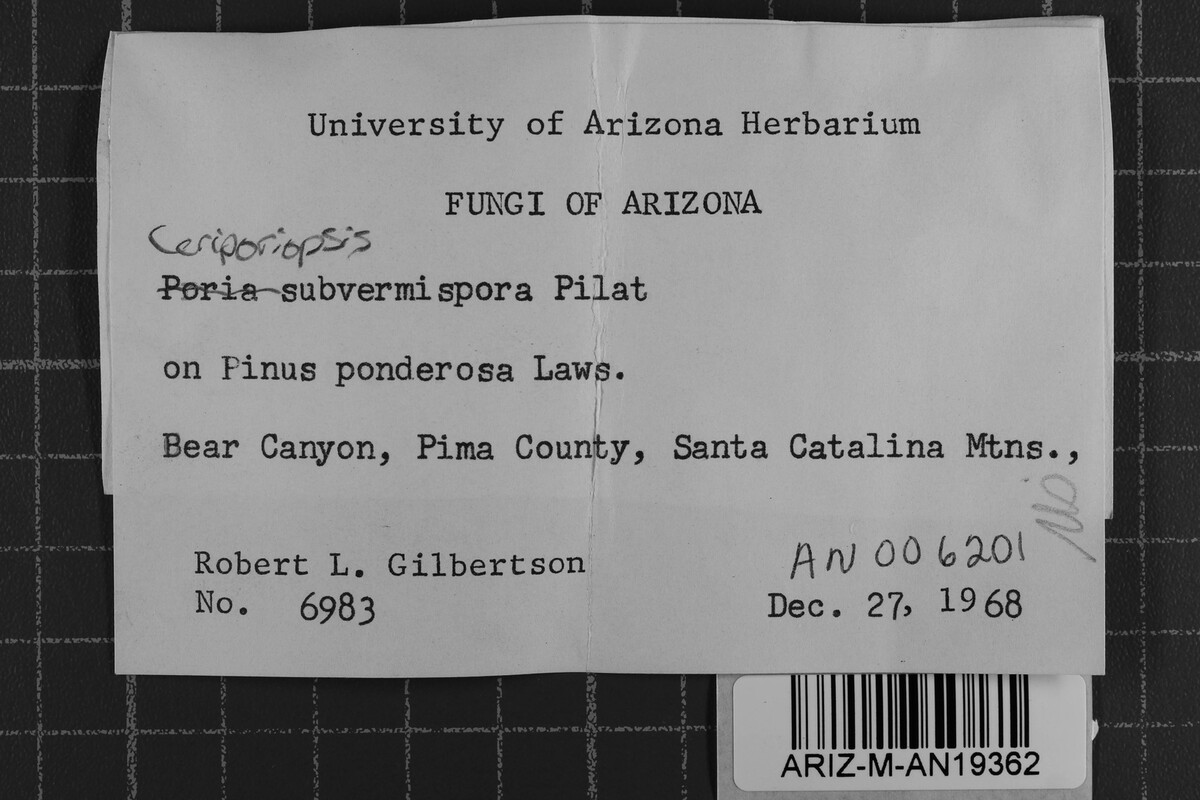 University of Arizona Herbarium
FUNGI OF ARIZONA
Ceriporiopsis
Poria subvermispora Pilat
on Pinus ponderosa Laws.
Bear Canyon, Pima County, Santa Catalina Mtns.,
Robert L. Gilbertson
No. 6983
AN 006201
Dec. 27, 1968
ARIZ-M-AN19362